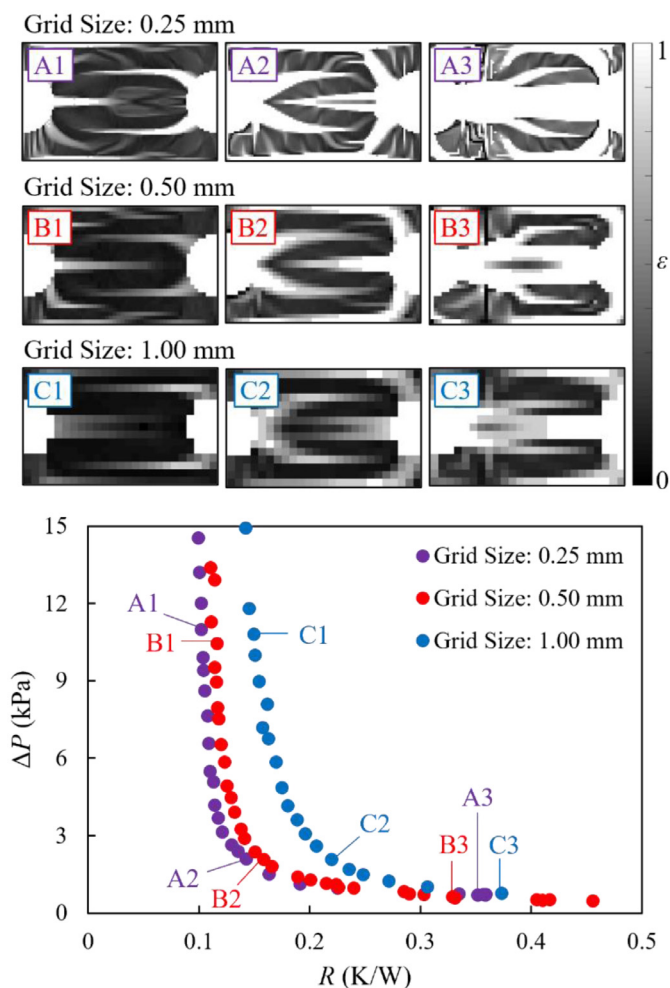 Grid Size: 0.25 mm
A1 A2 A3
1
Grid Size: 0.50 mm
B1 B2 B3
ε
Grid Size: 1.00 mm
C1 C2 C3
0
15
12
9
6
3
0
ΔP (kPa)
Grid Size: 0.25 mm
Grid Size: 0.50 mm
Grid Size: 1.00 mm
A1
B1
C1
A2
B2
C2
B3
A3
C3
0 0.1 0.2 0.3 0.4 0.5
R (K/W)